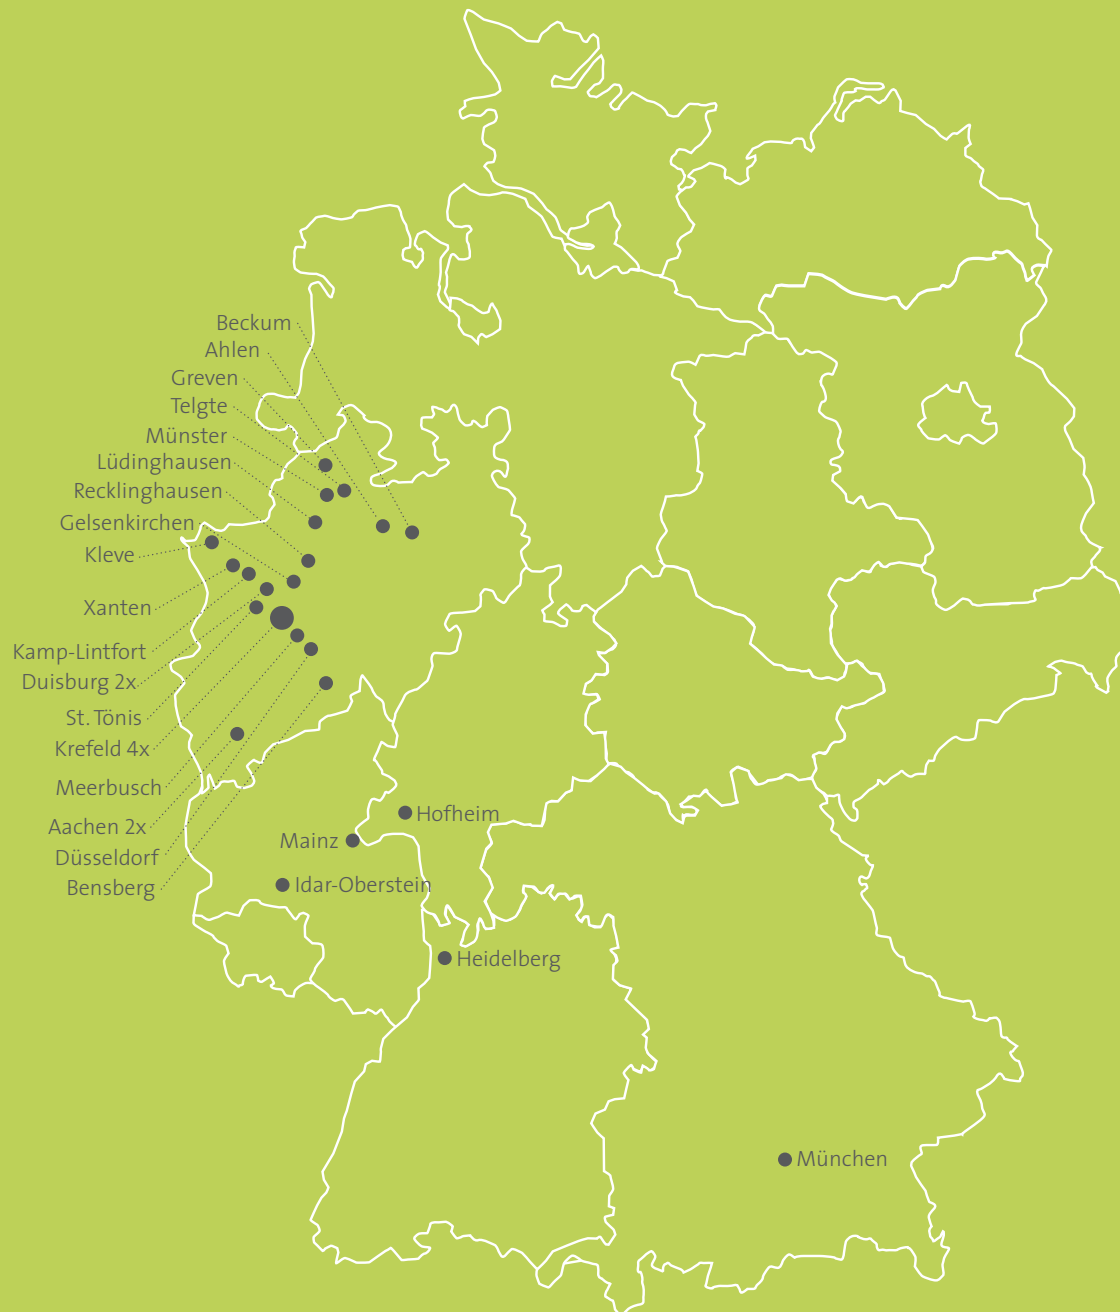 Beckum
Ahlen
Greven
Telgte
Münster
Lüdinghausen
Recklinghausen
Gelsenkirchen
Kleve
Xanten
Kamp-Lintfort
Duisburg 2x
St. Tönis
Krefeld 4x
Meerbusch
Aachen 2x
Düsseldorf
Bensberg
Hofheim
Mainz
Idar-Oberstein
Heidelberg
München